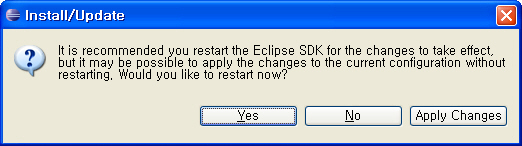 Install/Update
It is recommended you restart the Eclipse SDK for the changes to take effect,
but it may be possible to apply the changes to the current configuration without
restarting, Would you like to restart now?
Yes
No
Apply Changes